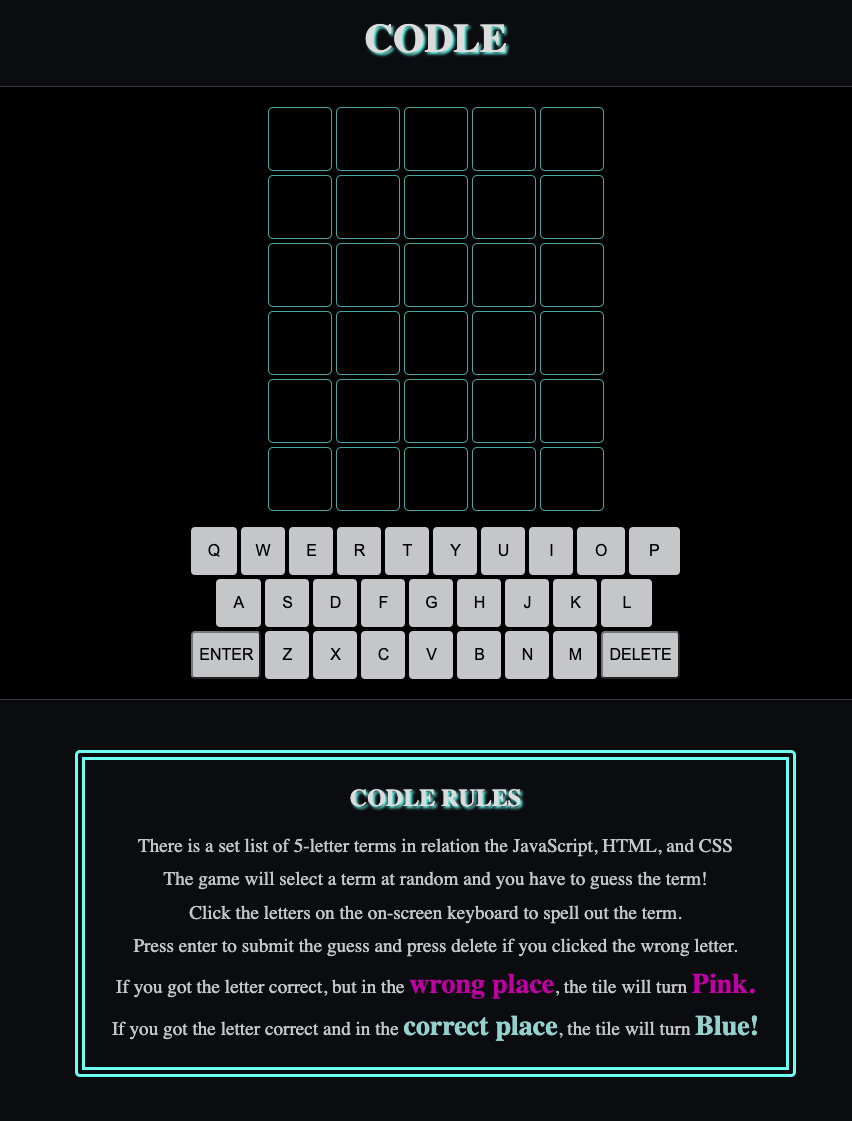 CODLE
Q W E R T Y U I O P
A S D F G H J K L
ENTER Z X C V B N M DELETE
CODLE RULES
There is a set list of 5-letter terms in relation the JavaScript, HTML, and CSS
The game will select a term at random and you have to guess the term!
Click the letters on the on-screen keyboard to spell out the term.
Press enter to submit the guess and press delete if you clicked the wrong letter.
If you got the letter correct, but in the wrong place, the tile will turn Pink.
If you got the letter correct and in the correct place, the tile will turn Blue!